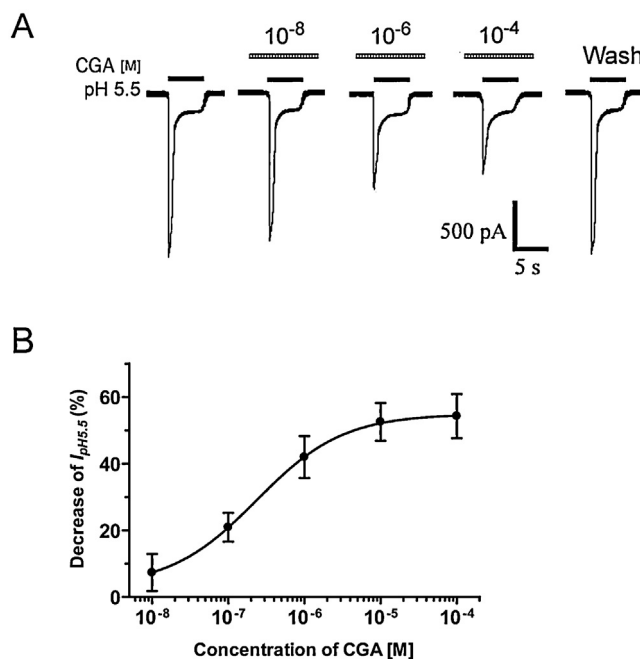 A
10⁻⁸ 10⁻⁶ 10⁻⁴
CGA [M] Wash
pH 5.5
500 pA
5 s
B
Decrease of I_pH5.5 (%)
60
40
20
0
10⁻⁸ 10⁻⁷ 10⁻⁶ 10⁻⁵ 10⁻⁴
Concentration of CGA [M]